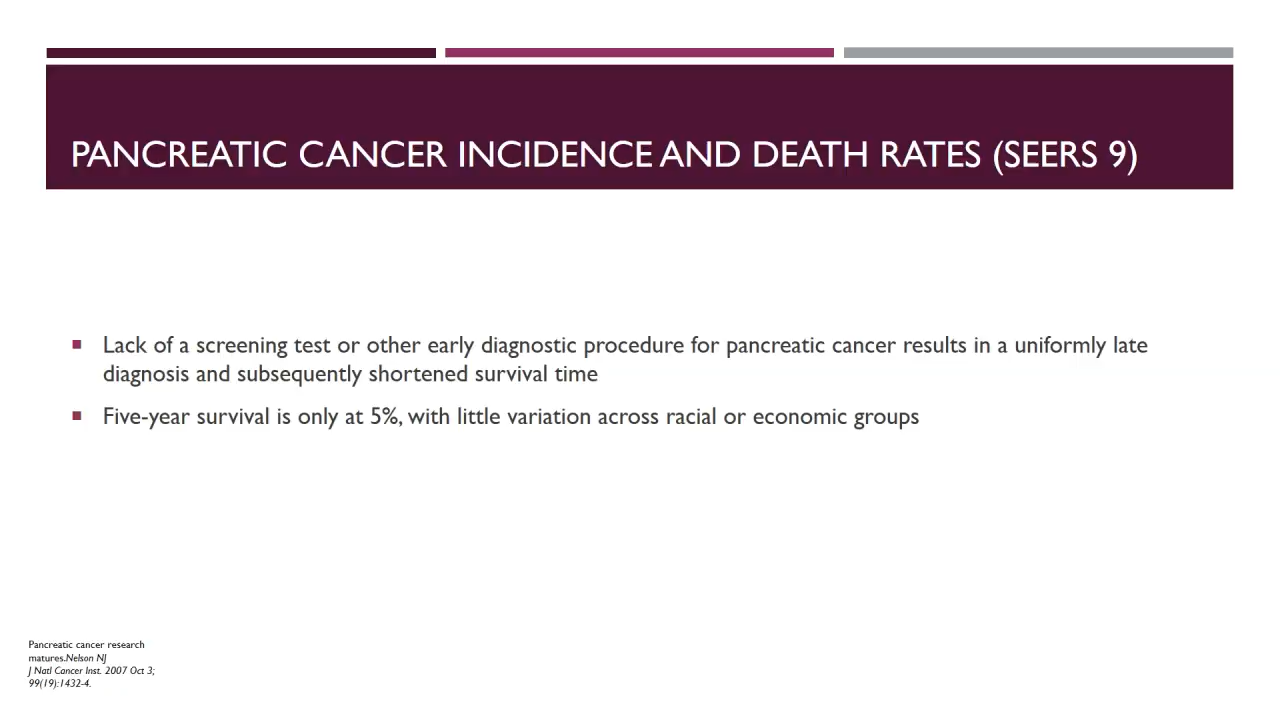 PANCREATIC CANCER INCIDENCE AND DEATH RATES (SEERS 9)
▪ Lack of a screening test or other early diagnostic procedure for pancreatic cancer results in a uniformly late
diagnosis and subsequently shortened survival time
▪ Five-year survival is only at 5%, with little variation across racial or economic groups
Pancreatic cancer research
matures.Nelson NJ
J Natl Cancer Inst. 2007 Oct 3;
99(19):1432-4.